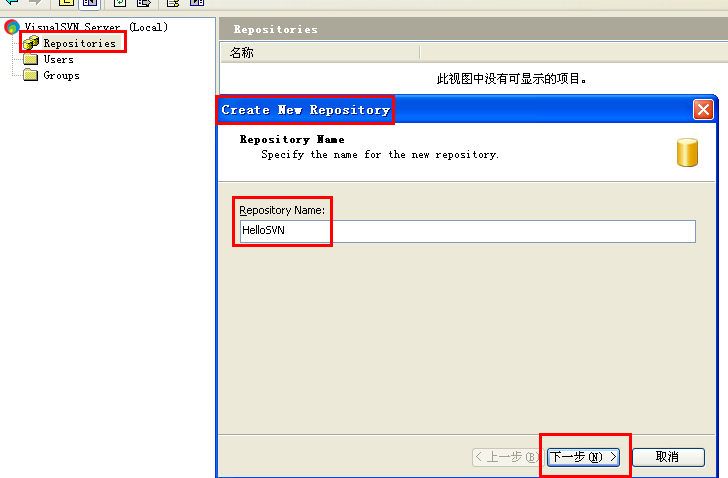 VisualSVN Server (Local)
Repositories
Users
Groups
Repositories
名称
此视图中没有可显示的项目。
Create New Repository
Repository Name
Specify the name for the new repository.
Repository Name:
HelloSVN
< 上一步(B)
下一步(N) >
取消